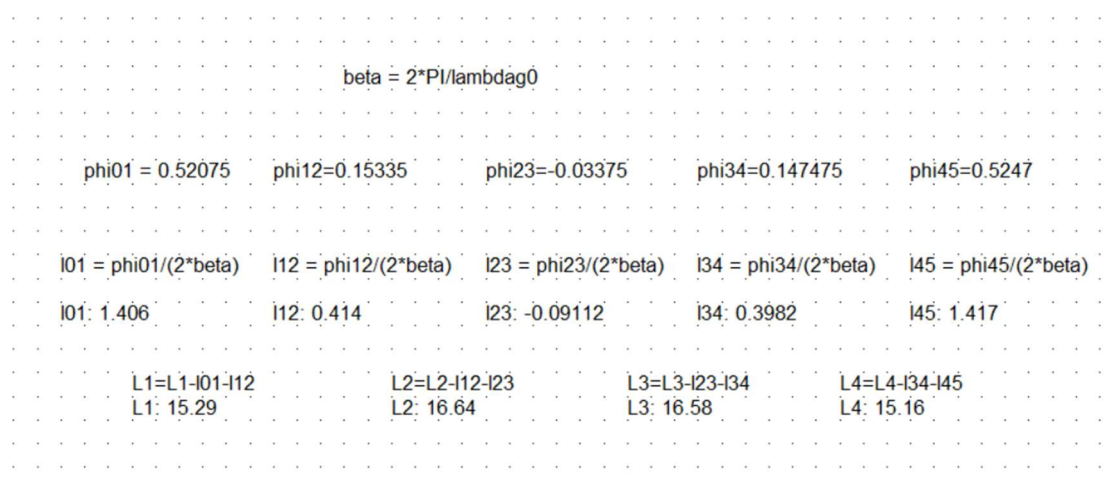 beta = 2*PI/lambdag0
phi01 = 0.52075 phi12=0.15335 phi23=-0.03375 phi34=0.147475 phi45=0.5247
l01 = phi01/(2*beta) l12 = phi12/(2*beta) l23 = phi23/(2*beta) l34 = phi34/(2*beta) l45 = phi45/(2*beta)
l01: 1.406 l12: 0.414 l23: -0.09112 l34: 0.3982 l45: 1.417
L1=L1-l01-l12 L2=L2-l12-l23 L3=L3-l23-l34 L4=L4-l34-l45
L1: 15.29 L2: 16.64 L3: 16.58 L4: 15.16